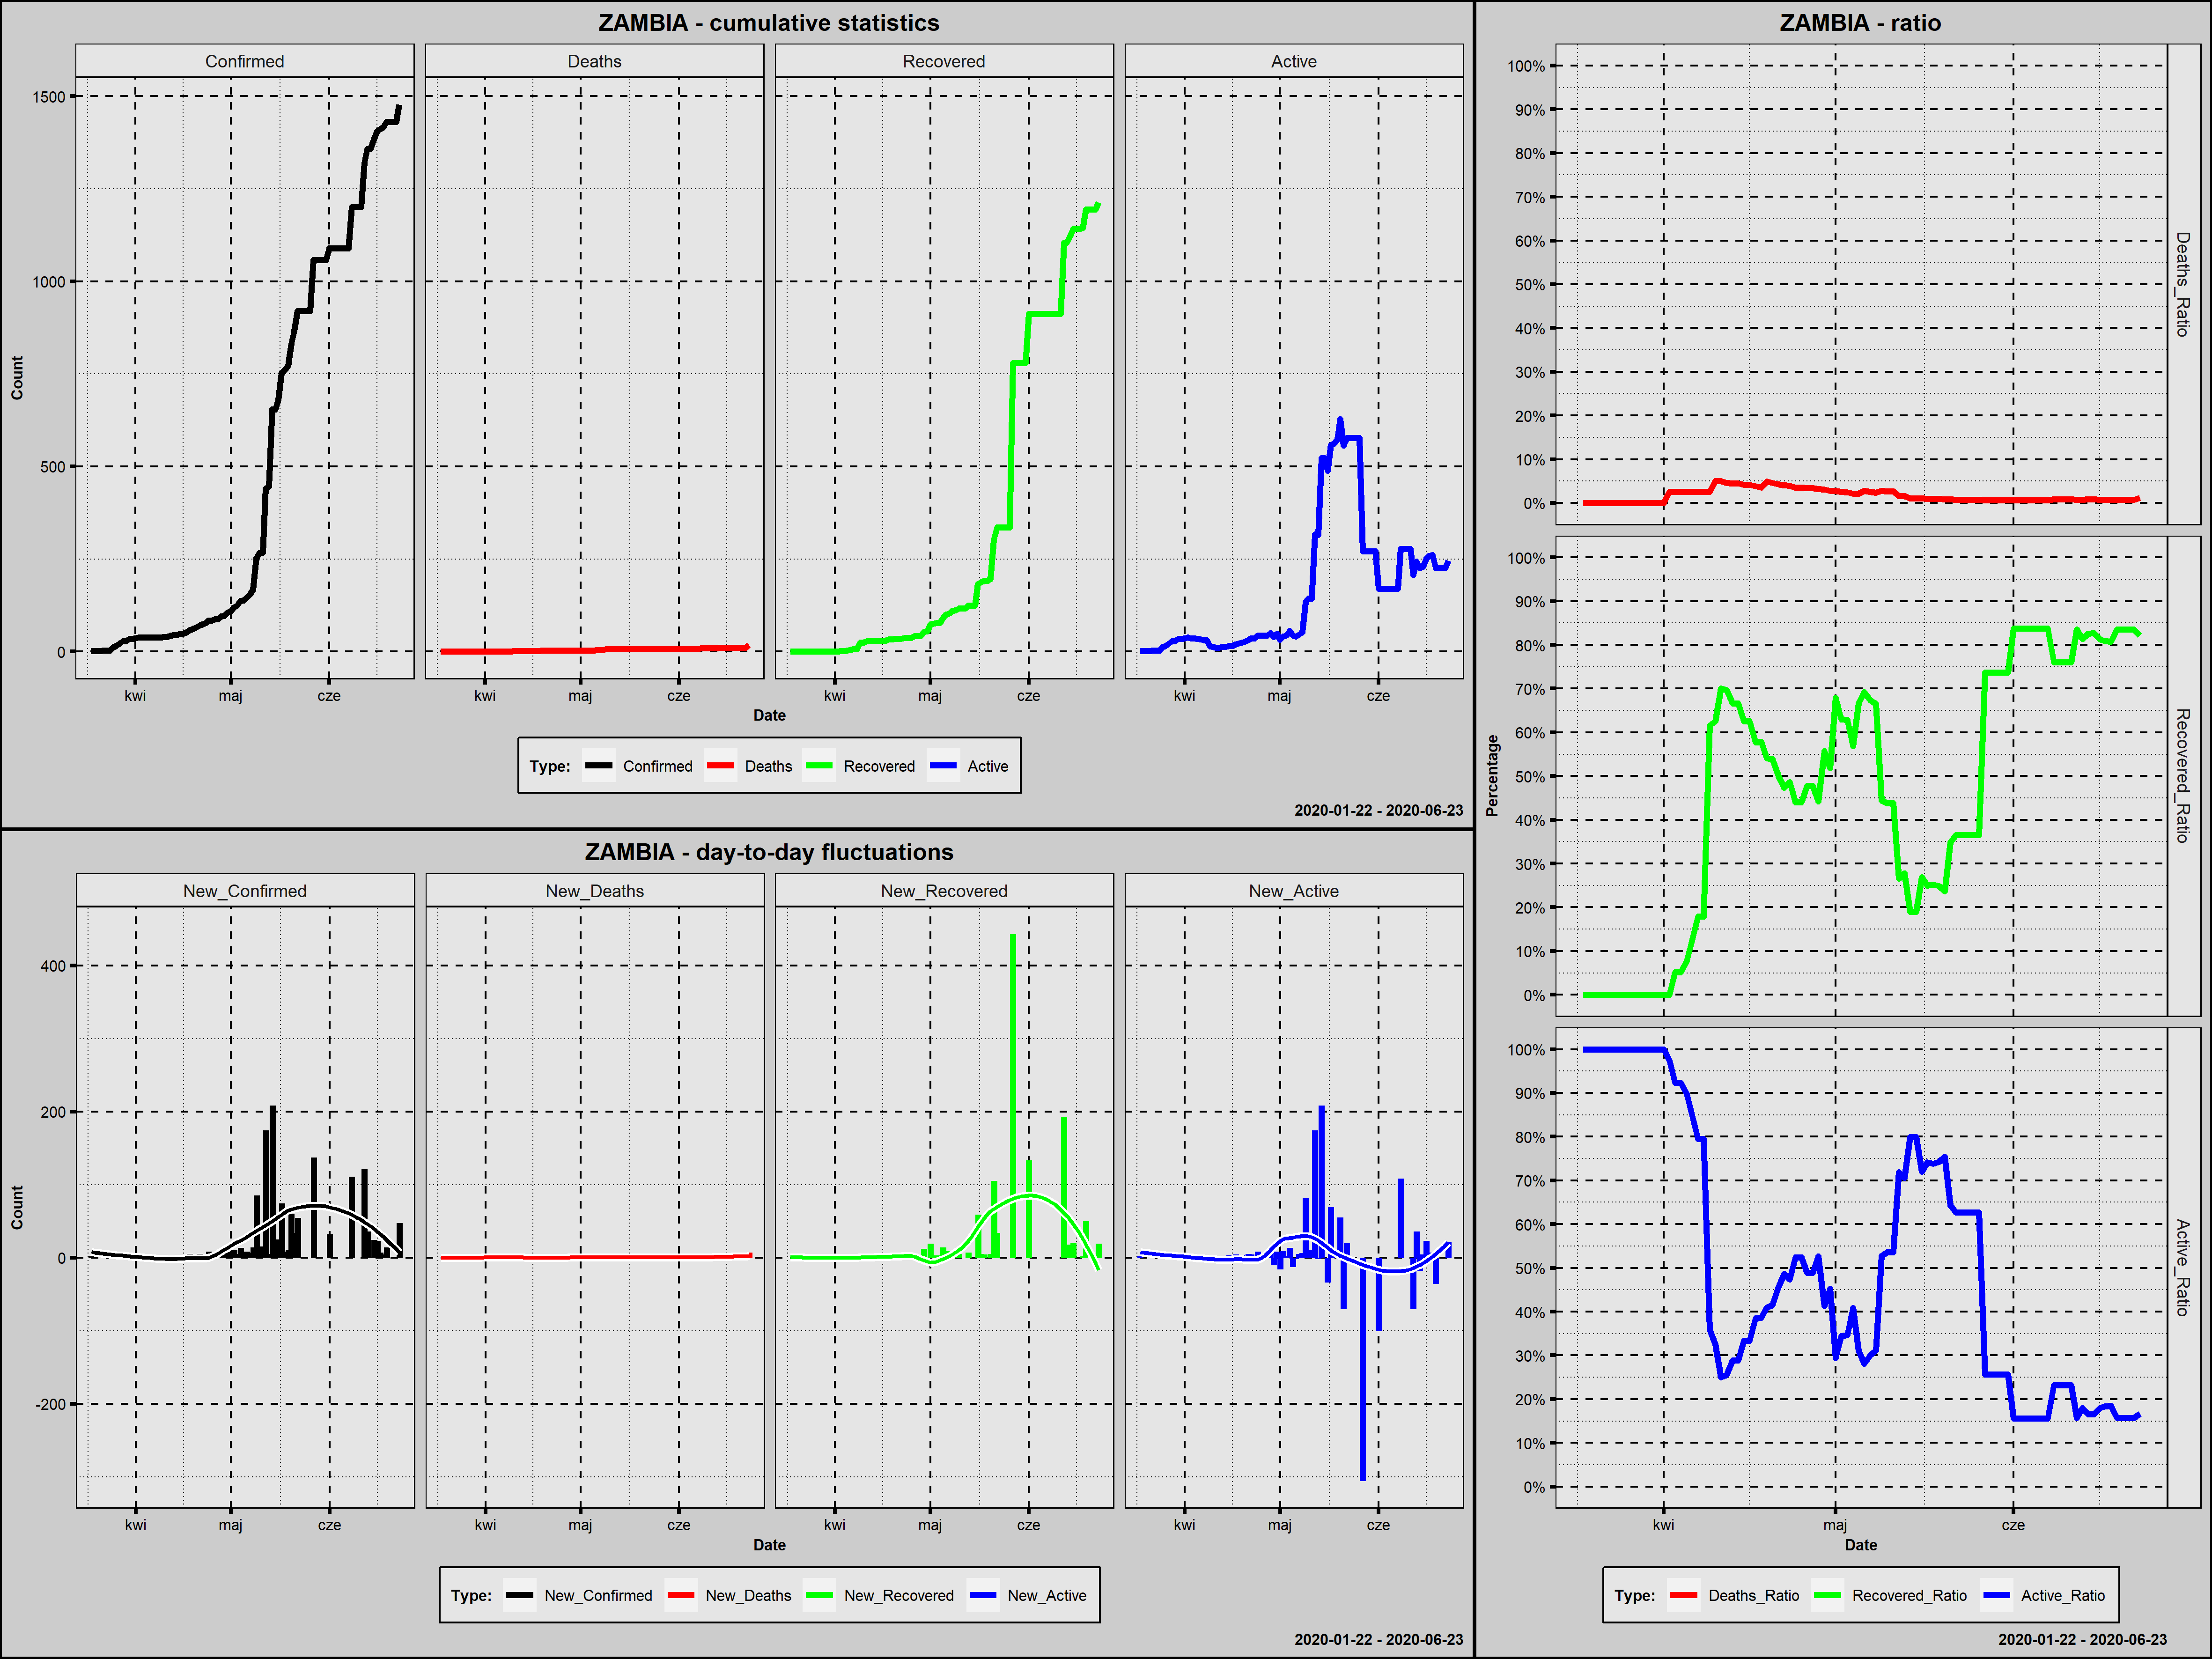 ZAMBIA - cumulative statistics
Confirmed Deaths Recovered Active
Count
1500
1000
500
0
kwi maj cze kwi maj cze kwi maj cze kwi maj cze
Date
Type: Confirmed Deaths Recovered Active
2020-01-22 - 2020-06-23
ZAMBIA - day-to-day fluctuations
New_Confirmed New_Deaths New_Recovered New_Active
Count
400
200
0
-200
kwi maj cze kwi maj cze kwi maj cze kwi maj cze
Date
Type: New_Confirmed New_Deaths New_Recovered New_Active
2020-01-22 - 2020-06-23
ZAMBIA - ratio
Percentage
100%
90%
80%
70%
60%
50%
40%
30%
20%
10%
0%
Deaths_Ratio
100%
90%
80%
70%
60%
50%
40%
30%
20%
10%
0%
Recovered_Ratio
100%
90%
80%
70%
60%
50%
40%
30%
20%
10%
0%
Active_Ratio
kwi maj cze
Date
Type: Deaths_Ratio Recovered_Ratio Active_Ratio
2020-01-22 - 2020-06-23